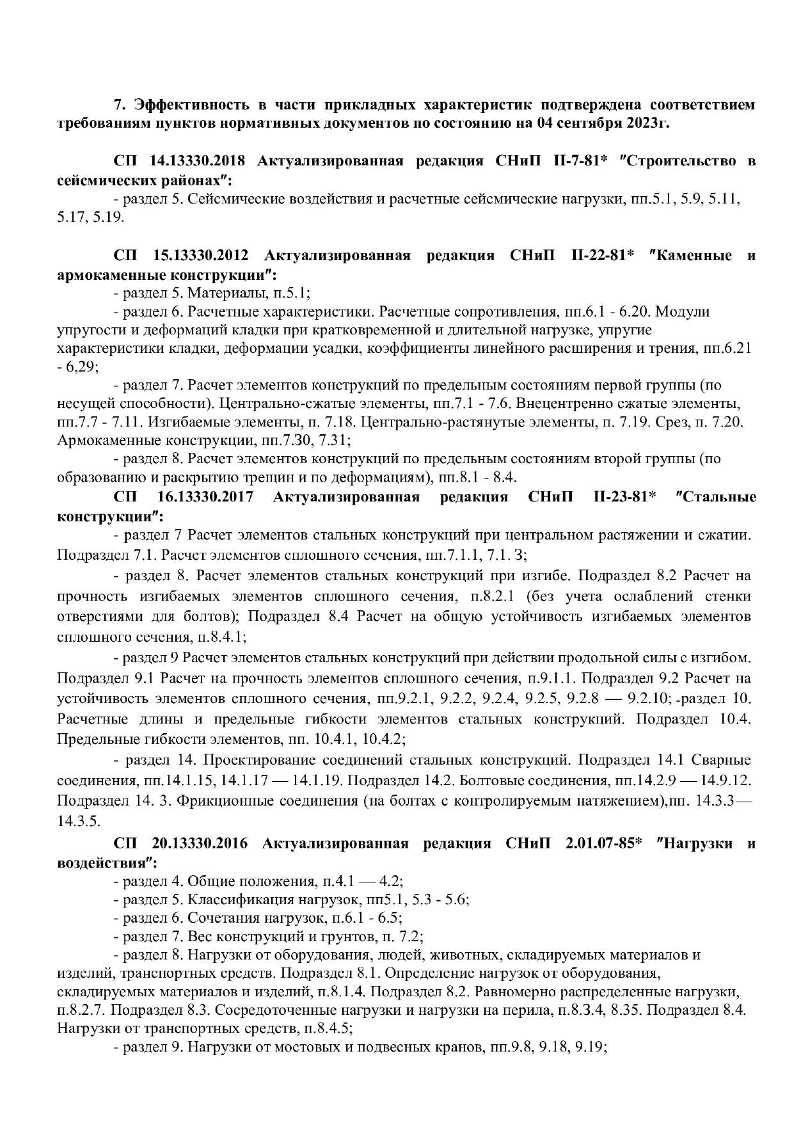 7. Эффективность в части прикладных характеристик подтверждена соответствием
требованиям пунктов нормативных документов по состоянию на 04 сентября 2023г.
СП 14.13330.2018 Актуализированная редакция СНиП II-7-81* "Строительство в
сейсмических районах":
- раздел 5. Сейсмические воздействия и расчетные сейсмические нагрузки, пп.5.1, 5.9, 5.11,
5.17, 5.19.
СП 15.13330.2012 Актуализированная редакция СНиП II-22-81* "Каменные и
армокаменные конструкции":
- раздел 5. Материалы, п.5.1;
- раздел 6. Расчетные характеристики. Расчетные сопротивления, пп.6.1 - 6.20. Модули
упругости и деформаций кладки при кратковременной и длительной нагрузке, упругие
характеристики кладки, деформации усадки, коэффициенты линейного расширения и трения, пп.6.21
- 6,29;
- раздел 7. Расчет элементов конструкций по предельным состояниям первой группы (по
несущей способности). Центрально-сжатые элементы, пп.7.1 - 7.6. Внецентренно сжатые элементы,
пп.7.7 - 7.11. Изгибаемые элементы, п. 7.18. Центрально-растянутые элементы, п. 7.19. Срез, п. 7.20.
Армокаменные конструкции, пп.7.30, 7.31;
- раздел 8. Расчет элементов конструкций по предельным состояниям второй группы (по
образованию и раскрытию трещин и по деформациям), пп.8.1 - 8.4.
СП 16.13330.2017 Актуализированная редакция СНиП II-23-81* "Стальные
конструкции":
- раздел 7 Расчет элементов стальных конструкций при центральном растяжении и сжатии.
Подраздел 7.1. Расчет элементов сплошного сечения, пп.7.1.1, 7.1. З;
- раздел 8. Расчет элементов стальных конструкций при изгибе. Подраздел 8.2 Расчет на
прочность изгибаемых элементов сплошного сечения, п.8.2.1 (без учета ослаблений стенки
отверстиями для болтов); Подраздел 8.4 Расчет на общую устойчивость изгибаемых элементов
сплошного сечения, п.8.4.1;
- раздел 9 Расчет элементов стальных конструкций при действии продольной силы с изгибом.
Подраздел 9.1 Расчет на прочность элементов сплошного сечения, п.9.1.1. Подраздел 9.2 Расчет на
устойчивость элементов сплошного сечения, пп.9.2.1, 9.2.2, 9.2.4, 9.2.5, 9.2.8 — 9.2.10; -раздел 10.
Расчетные длины и предельные гибкости элементов стальных конструкций. Подраздел 10.4.
Предельные гибкости элементов, пп. 10.4.1, 10.4.2;
- раздел 14. Проектирование соединений стальных конструкций. Подраздел 14.1 Сварные
соединения, пп.14.1.15, 14.1.17 — 14.1.19. Подраздел 14.2. Болтовые соединения, пп.14.2.9 — 14.9.12.
Подраздел 14. 3. Фрикционные соединения (на болтах с контролируемым натяжением),пп. 14.3.3—
14.3.5.
СП 20.13330.2016 Актуализированная редакция СНиП 2.01.07-85* "Нагрузки и
воздействия":
- раздел 4. Общие положения, п.4.1 — 4.2;
- раздел 5. Классификация нагрузок, пп5.1, 5.3 - 5.6;
- раздел 6. Сочетания нагрузок, п.6.1 - 6.5;
- раздел 7. Вес конструкций и грунтов, п. 7.2;
- раздел 8. Нагрузки от оборудования, людей, животных, складируемых материалов и
изделий, транспортных средств. Подраздел 8.1. Определение нагрузок от оборудования,
складируемых материалов и изделий, п.8.1.4. Подраздел 8.2. Равномерно распределенные нагрузки,
п.8.2.7. Подраздел 8.3. Сосредоточенные нагрузки и нагрузки на перила, п.8.3.4, 8.35. Подраздел 8.4.
Нагрузки от транспортных средств, п.8.4.5;
- раздел 9. Нагрузки от мостовых и подвесных кранов, пп.9.8, 9.18, 9.19;